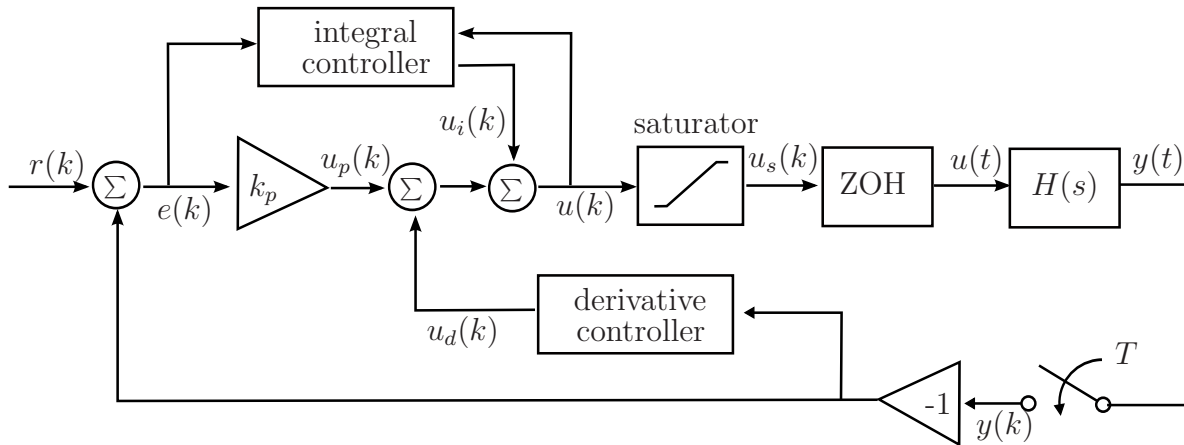 integral
controller
u_i(k)
saturator
r(k)
Σ
e(k)
k_p
u_p(k)
Σ
Σ
u(k)
u_s(k)
ZOH
u(t)
H(s)
y(t)
derivative
controller
u_d(k)
-1
y(k)
T